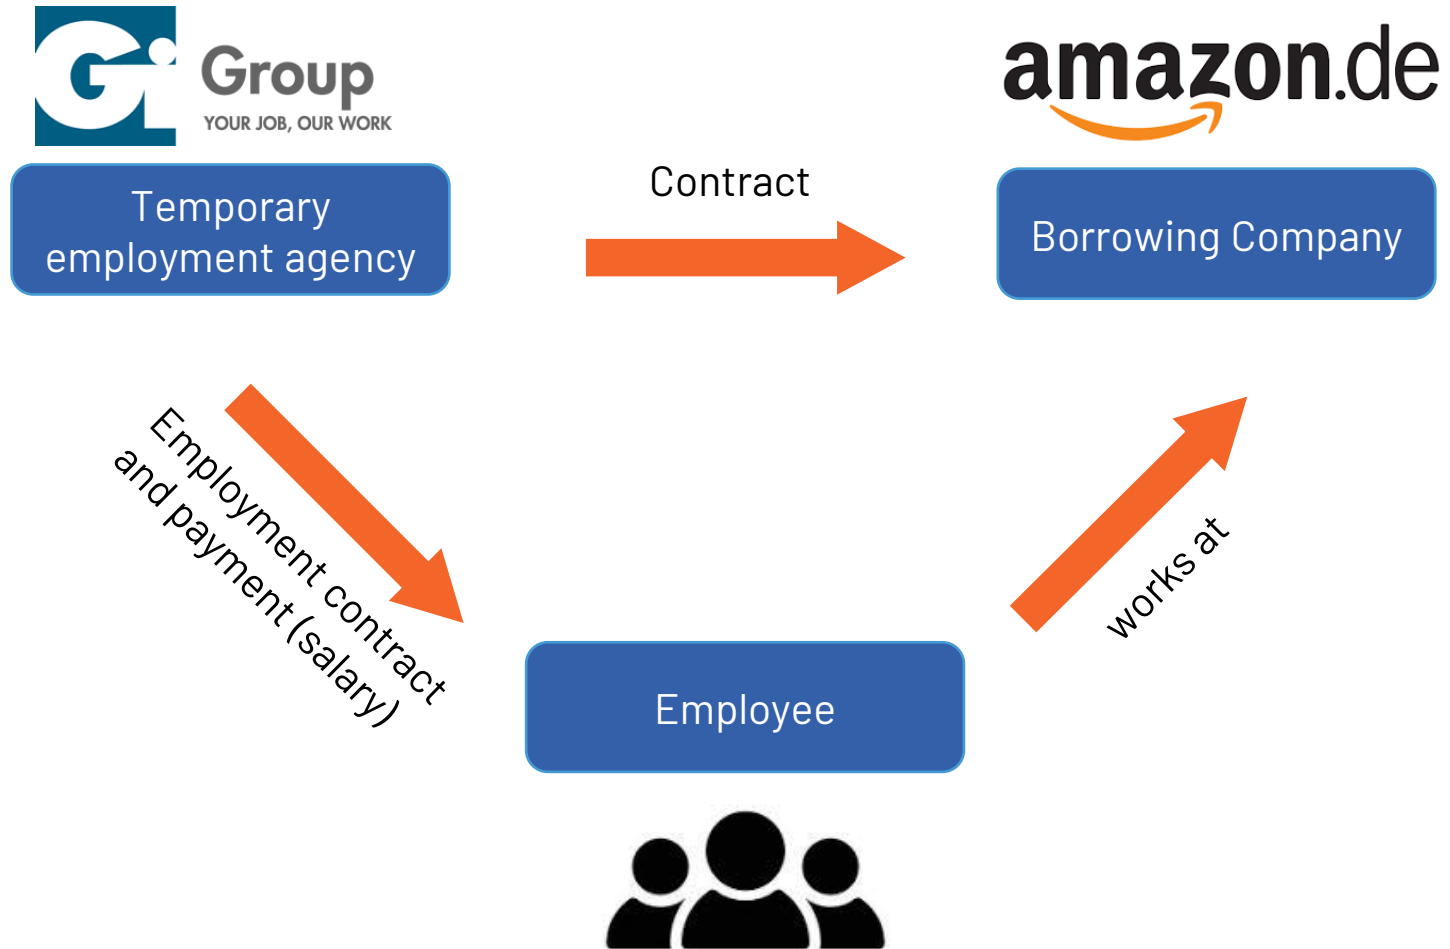 Gi Group
YOUR JOB, OUR WORK
amazon.de
Temporary
employment agency
Contract
Borrowing Company
Employment contract
and payment (salary)
works at
Employee